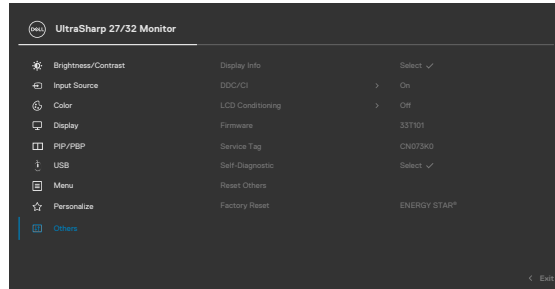 DELL UltraSharp 27/32 Monitor
Brightness/Contrast Display Info Select ✓
Input Source DDC/CI > On
Color LCD Conditioning > Off
Display Firmware 33T101
PIP/PBP Service Tag CN073K0
USB Self-Diagnostic Select ✓
Menu Reset Others
Personalize Factory Reset ENERGY STAR®
Others
< Exit